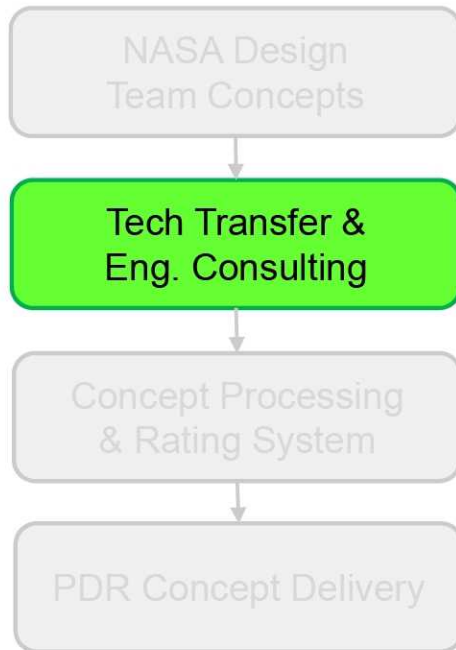 NASA Design
Team Concepts
Tech Transfer &
Eng. Consulting
Concept Processing
& Rating System
PDR Concept Delivery